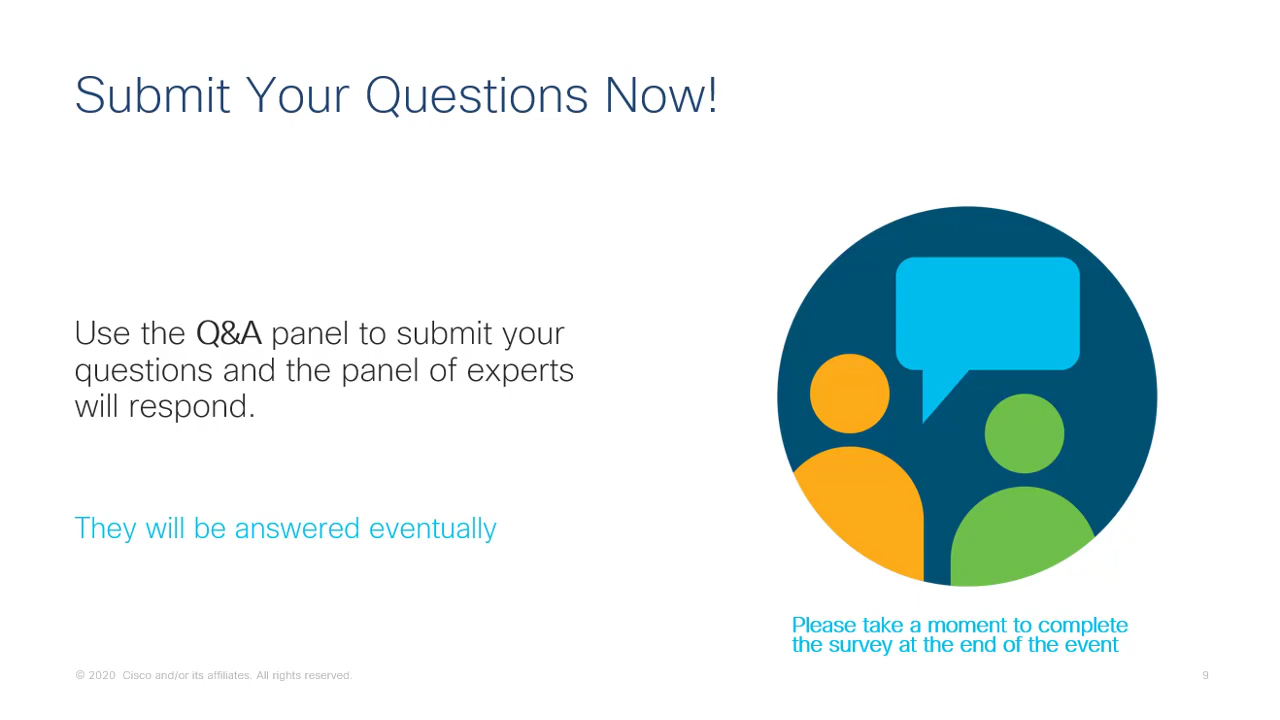 Submit Your Questions Now!
Use the Q&A panel to submit your
questions and the panel of experts
will respond.
They will be answered eventually
Please take a moment to complete
the survey at the end of the event
© 2020 Cisco and/or its affiliates. All rights reserved.
9